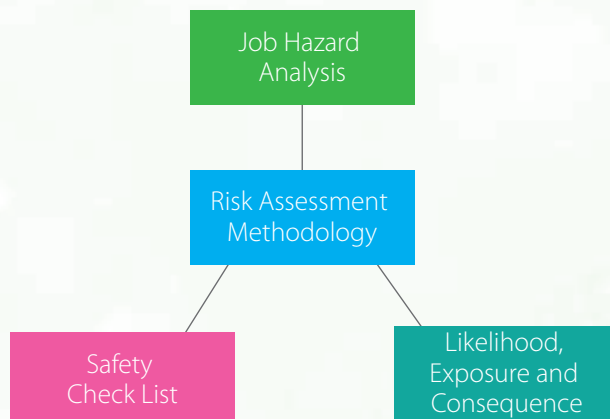 Job Hazard
Analysis
Risk Assessment
Methodology
Safety
Check List
Likelihood,
Exposure and
Consequence